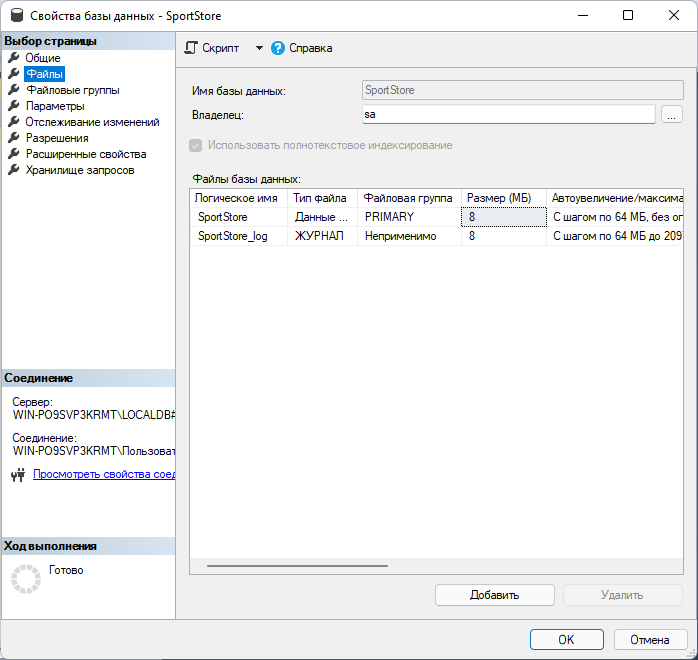 Свойства базы данных - SportStore
Выбор страницы
Общие
Файлы
Файловые группы
Параметры
Отслеживание изменений
Разрешения
Расширенные свойства
Хранилище запросов
Соединение
Сервер:
WIN-PO9SVP3KRMT\LOCALDB#
Соединение:
WIN-PO9SVP3KRMT\Пользоват
Просмотреть свойства соед
Ход выполнения
Готово
Скрипт Справка
Имя базы данных: SportStore
Владелец: sa ...
Использовать полнотекстовое индексирование
Файлы базы данных:
Логическое имя Тип файла Файловая группа Размер (МБ) Автоувеличение/максима
SportStore Данные ... PRIMARY 8 С шагом по 64 МБ, без ог
SportStore_log ЖУРНАЛ Неприменимо 8 С шагом по 64 МБ до 209
Добавить Удалить
OK Отмена